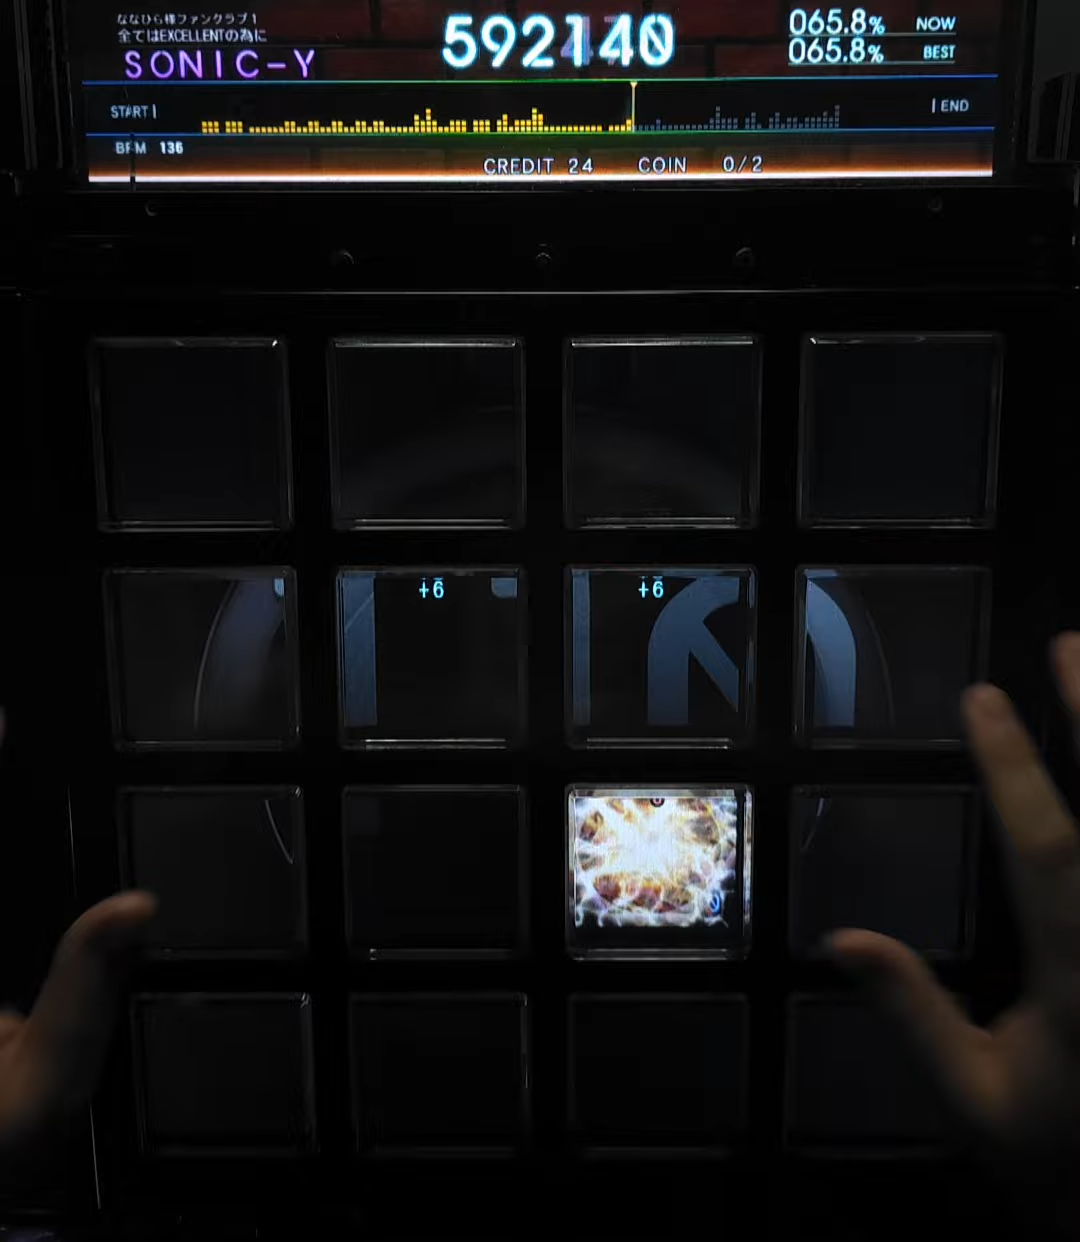 ななひら様ファンクラブ1
全てはEXCELLENTの為に
SONIC-Y
065.8% NOW
065.8% BEST
START
END
BPM 136
CREDIT 24 COIN 0/2
+6
+6